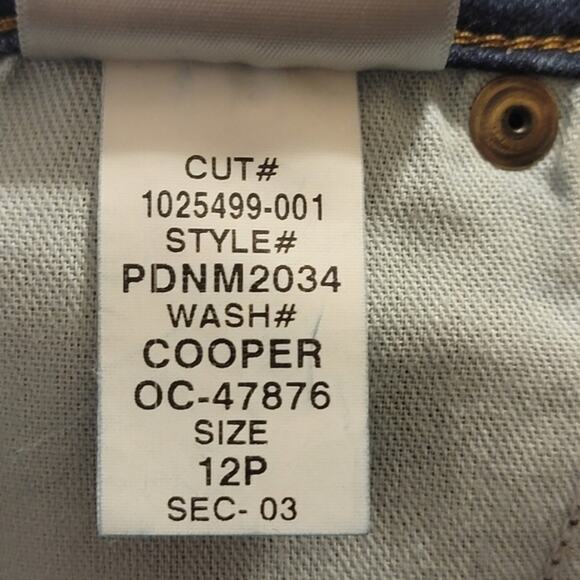 CUT#
1025499-001
STYLE#
PDNM2034
WASH#
COOPER
OC-47876
SIZE
12P
SEC- 03